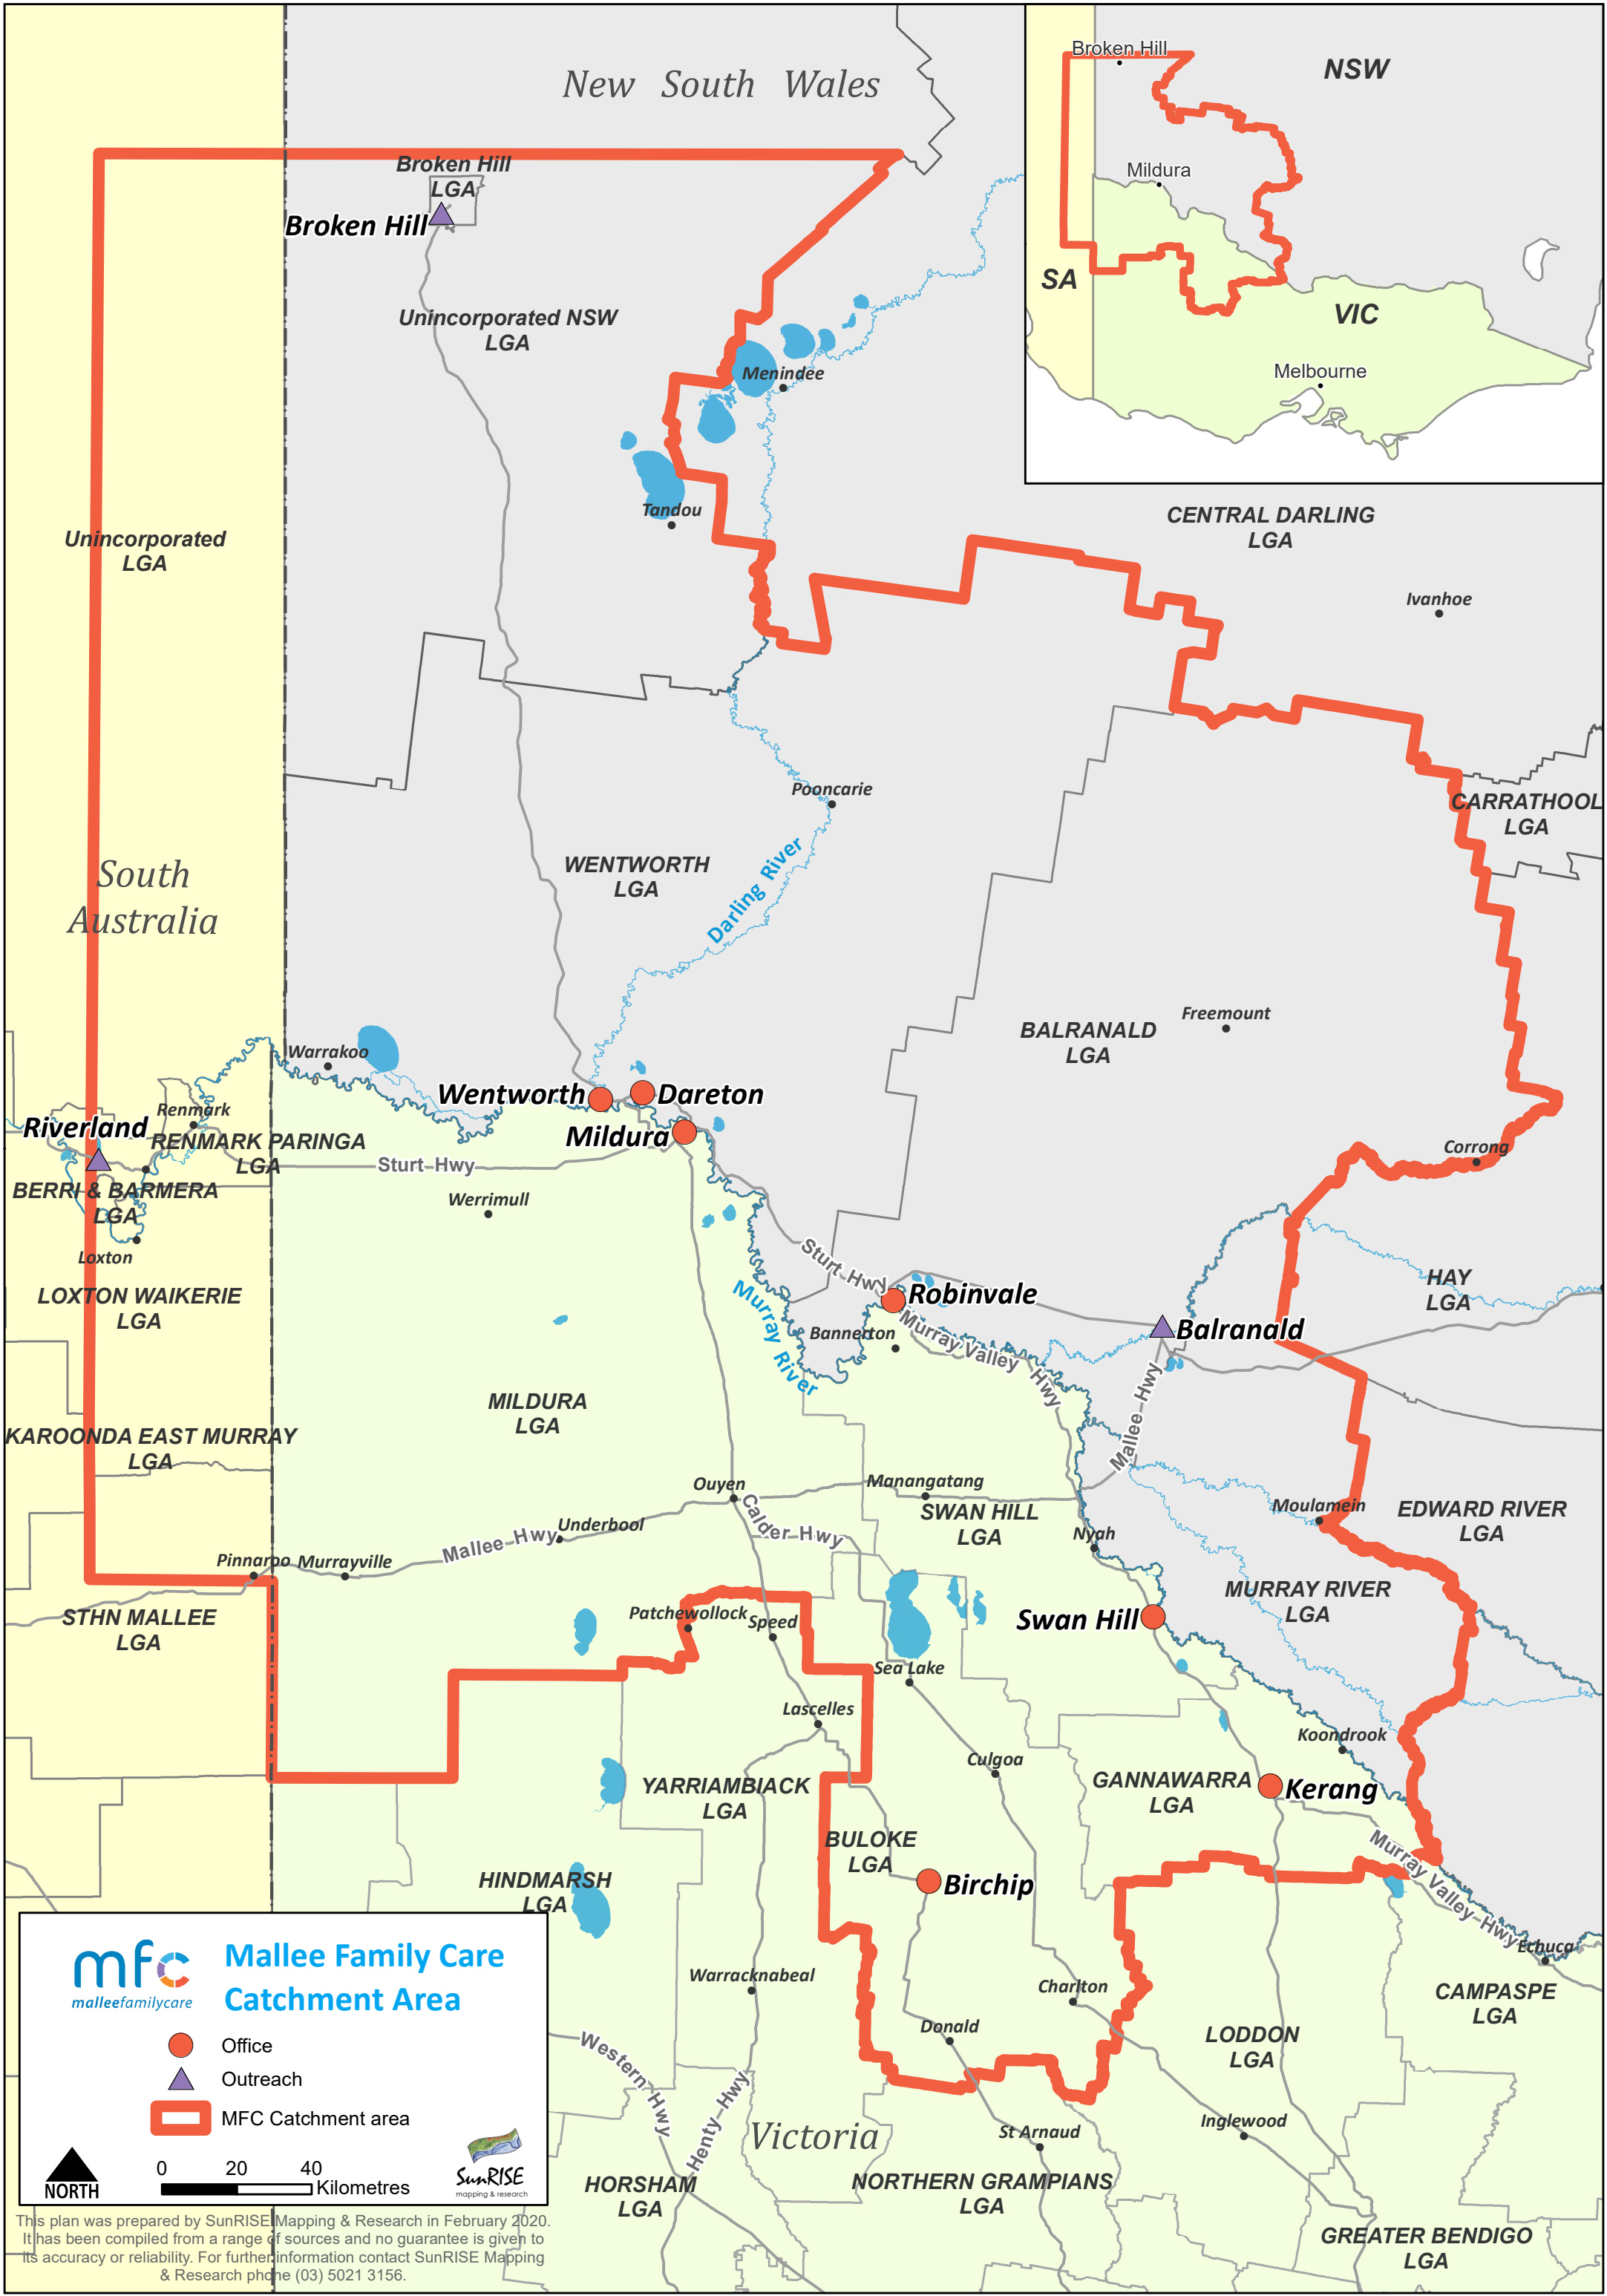 New South Wales
Broken Hill
LGA
Broken Hill
Unincorporated NSW
LGA
Menindee
Tandou
Unincorporated
LGA
Broken Hill
NSW
Mildura
SA
VIC
Melbourne
CENTRAL DARLING
LGA
Ivanhoe
Pooncarie
CARRATHOOL
LGA
South
Australia
WENTWORTH
LGA
Darling River
Freemount
BALRANALD
LGA
Warrakoo
Wentworth
Dareton
Mildura
Renmark
Riverland
RENMARK PARINGA
LGA
Sturt Hwy
Corrong
BERRI & BARMERA
LGA
Werrimull
Loxton
LOXTON WAIKERIE
LGA
Sturt Hwy
HAY
LGA
Robinvale
Murray River
Bannerton
Murray Valley Hwy
Balranald
Mallee Hwy
MILDURA
LGA
KAROONDA EAST MURRAY
LGA
Ouyen
Manangatang
SWAN HILL
LGA
Moulamein
EDWARD RIVER
LGA
Calder Hwy
Underbool
Mallee Hwy
Nyah
Pinnaroo
Murrayville
STHN MALLEE
LGA
MURRAY RIVER
LGA
Patchewollock
Speed
Swan Hill
Sea Lake
Lascelles
Koondrook
Culgoa
YARRIAMBIACK
LGA
GANNAWARRA
LGA
Kerang
BULOKE
LGA
Murray Valley Hwy
HINDMARSH
LGA
Birchip
Echuca
Warracknabeal
Charlton
CAMPASPE
LGA
Donald
LODDON
LGA
Western Hwy
Henty Hwy
Victoria
St Arnaud
Inglewood
HORSHAM
LGA
NORTHERN GRAMPIANS
LGA
GREATER BENDIGO
LGA
mfc
malleefamilycare
Mallee Family Care
Catchment Area
Office
Outreach
MFC Catchment area
NORTH
0 20 40
Kilometres
SunRISE
mapping & research
This plan was prepared by SunRISE Mapping & Research in February 2020.
It has been compiled from a range of sources and no guarantee is given to
its accuracy or reliability. For further information contact SunRISE Mapping
& Research phone (03) 5021 3156.